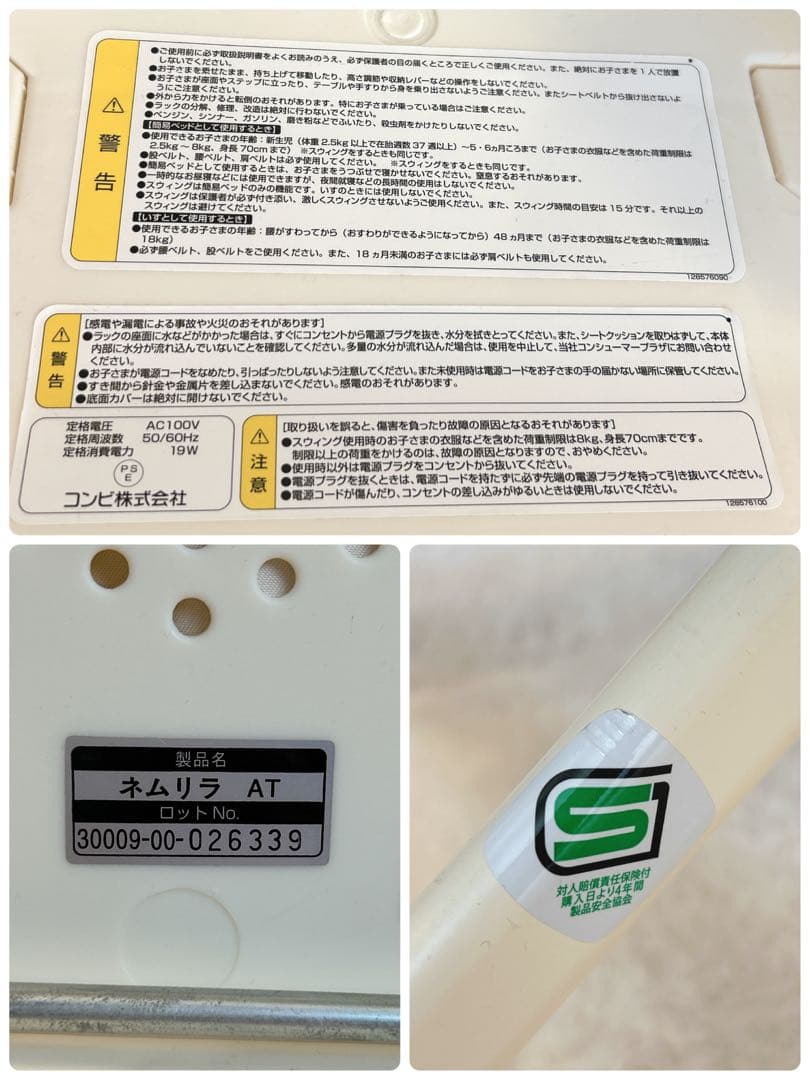 警告
●ご使用前に必ず取扱説明書をよくお読みのうえ、必ず保護者の目の届くところで正しくご使用ください。また、絶対にお子さまを1人で放置
しないでください。
●お子さまを乗せたまま、持ち上げて移動したり、高さ調節や収納レバーなどの操作をしないでください。
●お子さまが座面やステップに立ったり、テーブルや手すりから身を乗り出さないようご注意ください。またシートベルトから抜け出さないよ
うにご注意ください。
●外から力をかけると転倒のおそれがあります。特にお子さまが乗っている場合はご注意ください。
●ラックの分解、修理、改造は絶対に行わないでください。
●ベンジン、シンナー、ガソリン、磨き粉などでふいたり、殺虫剤をかけたりしないでください。
【簡易ベッドとして使用するとき】
●使用できるお子さまの年齢：新生児（体重2.5kg以上で在胎週数37週以上）～5・6ヵ月ころまで（お子さまの衣服などを含めた荷重制限は
2.5kg～8kg、身長70cmまで） ※スウィングをするときも同じです。
●股ベルト、腰ベルト、肩ベルトは必ず使用してください。 ※スウィングをするときも同じです。
●簡易ベッドとして使用するときは、お子さまをうつぶせで寝かせないでください。窒息するおそれがあります。
●一時的なお昼寝などには使用できますが、夜間就寝などの長時間の使用はしないでください。
●スウィングは簡易ベッドのみの機能です。いすのときには使用しないでください。
●スウィングは保護者が必ず付き添い、激しくスウィングさせないようご使用ください。また、スウィング時間の目安は15分です。それ以上の
スウィングは避けてください。
【いすとして使用するとき】
●使用できるお子さまの年齢：腰がすわってから（おすわりができるようになってから）48ヵ月まで（お子さまの衣服などを含めた荷重制限は
18kg）
●必ず腰ベルト、股ベルトをご使用ください。また、18ヵ月未満のお子さまには必ず肩ベルトも使用してください。
128576090
警告
[感電や漏電による事故や火災のおそれがあります]
●ラックの座面に水などがかかった場合は、すぐにコンセントから電源プラグを抜き、水分を拭きとってください。また、シートクッションを取りはずして、本体
内部に水分が流れ込んでいないことを確認してください。多量の水分が流れ込んだ場合は、使用を中止して、当社コンシューマープラザにお問い合わせ
ください。
●お子さまが電源コードをなめたり、引っぱったりしないよう注意してください。また未使用時は電源コードをお子さまの手の届かない場所に保管してください。
●すき間から針金や金属片を差し込まないでください。感電のおそれがあります。
●底面カバーは絶対に開けないでください。
定格電圧 AC100V
定格周波数 50/60Hz
定格消費電力 19W
PS
E
コンビ株式会社
注意
[取り扱いを誤ると、傷害を負ったり故障の原因となるおそれがあります]
●スウィング使用時のお子さまの衣服などを含めた荷重制限は8kg、身長70cmまでです。
制限以上の荷重をかけるのは、故障の原因となりますので、おやめください。
●使用時以外は電源プラグをコンセントから抜いてください。
●電源プラグを抜くときは、電源コードを持たずに必ず先端の電源プラグを持って引き抜いてください。
●電源コードが傷んだり、コンセントの差し込みがゆるいときは使用しないでください。
128576100
製品名
ネムリラ AT
ロットNo.
30009-00-026339
S
対人賠償責任保険付
購入日より4年間
製品安全協会